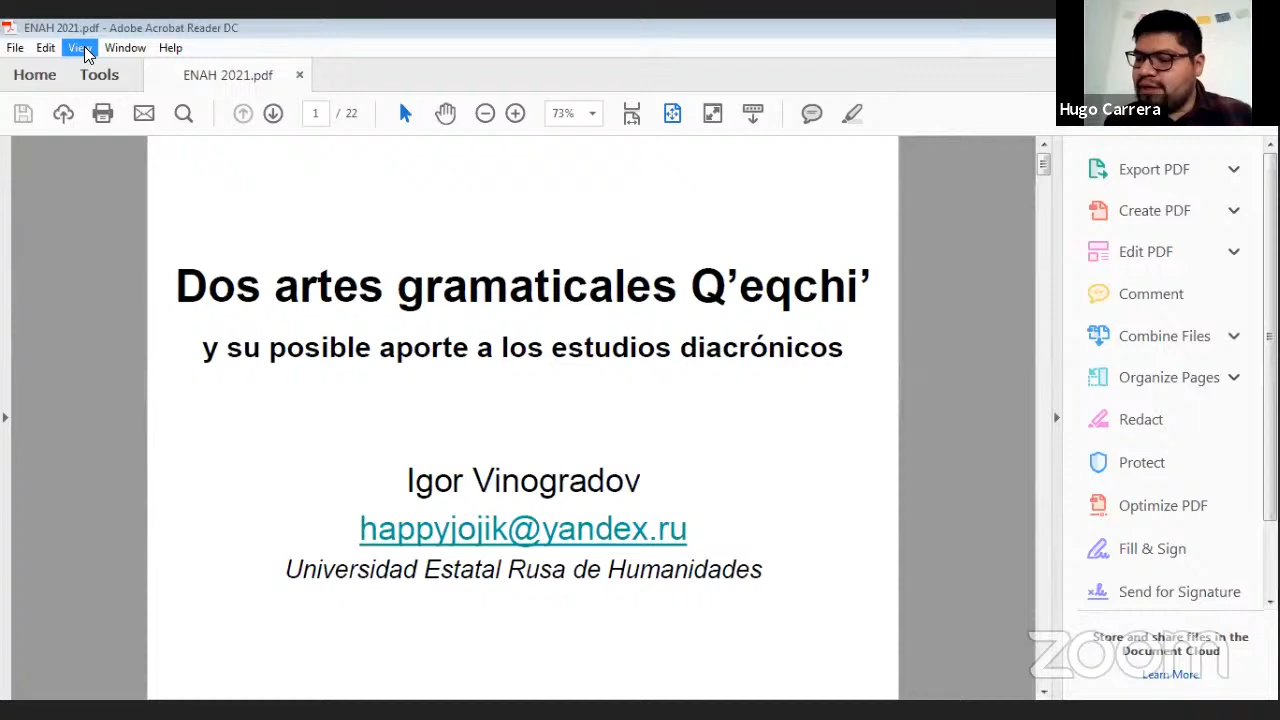 ENAH 2021.pdf - Adobe Acrobat Reader DC
File Edit View Window Help
Home Tools ENAH 2021.pdf ×
1 / 22 73%
Hugo Carrera
Dos artes gramaticales Q’eqchi’
y su posible aporte a los estudios diacrónicos
Igor Vinogradov
happyjojik@yandex.ru
Universidad Estatal Rusa de Humanidades
Export PDF
Create PDF
Edit PDF
Comment
Combine Files
Organize Pages
Redact
Protect
Optimize PDF
Fill & Sign
Send for Signature
Store and share files in the
Document Cloud
Learn More
zoom